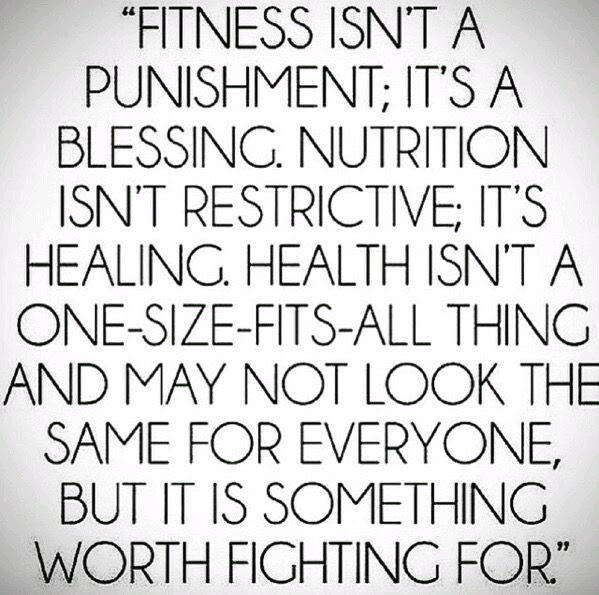 “FITNESS ISN'T A
PUNISHMENT; IT'S A
BLESSING. NUTRITION
ISN'T RESTRICTIVE; IT'S
HEALING. HEALTH ISN'T A
ONE-SIZE-FITS-ALL THING
AND MAY NOT LOOK THE
SAME FOR EVERYONE,
BUT IT IS SOMETHING
WORTH FIGHTING FOR.”